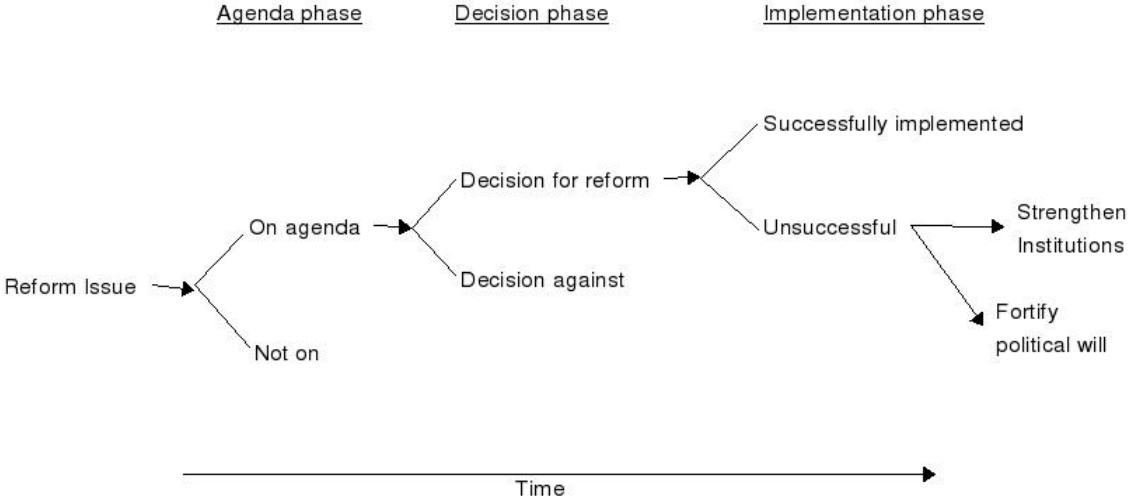 Agenda phase
Decision phase
Implementation phase
Successfully implemented
Decision for reform
On agenda
Unsuccessful
Strengthen
Institutions
Decision against
Reform Issue
Fortify
political will
Not on
Time